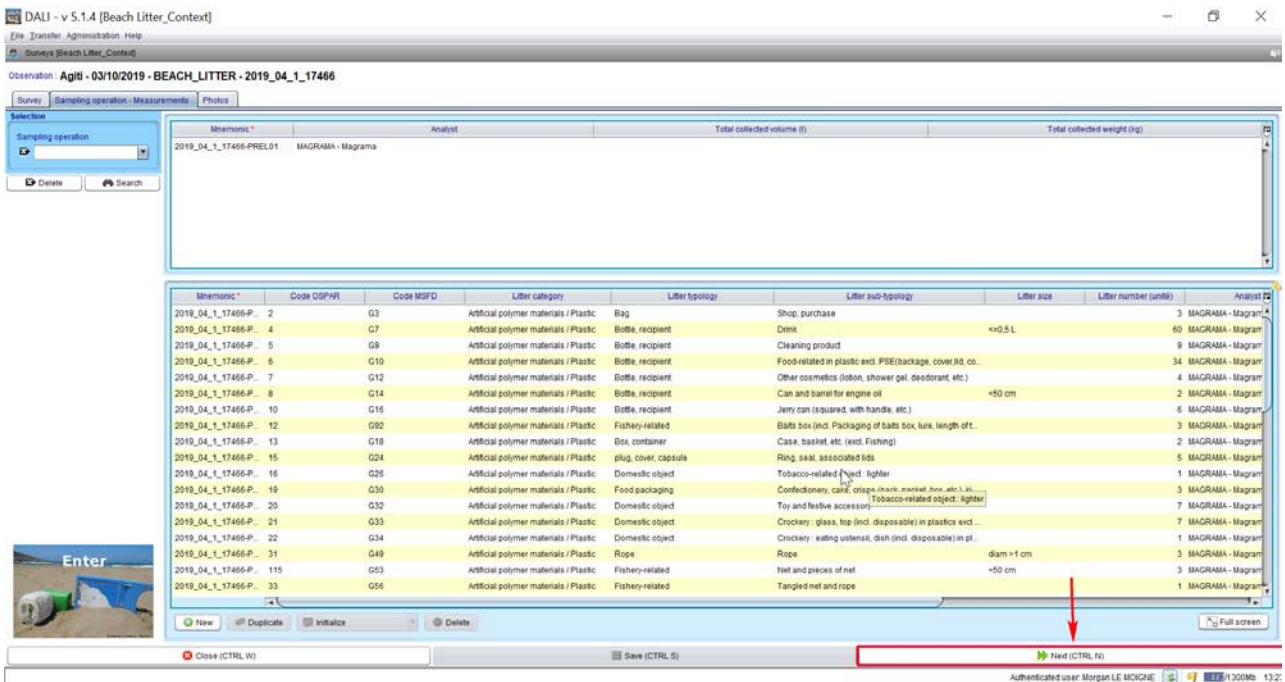 DALI - v 5.1.4 [Beach Litter_Context]
File Transfer Administration Help
Surveys [Beach Litter_Context]
Observation : Agiti - 03/10/2019 - BEACH_LITTER - 2019_04_1_17466
Survey Sampling operation - Measurements Photos
Selection
Sampling operation
Delete Search
Mnemonic * Analyst Total collected volume (l) Total collected weight (kg)
2019_04_1_17466-PREL01 MAGRAMA - Magrama
Mnemonic * Code OSPAR Code MSFD Litter category Litter typology Litter sub-typology Litter size Litter number (unité) Analyst
2019_04_1_17466-P... 2 G3 Artificial polymer materials / Plastic Bag Shop, purchase 3 MAGRAMA - Magram
2019_04_1_17466-P... 4 G7 Artificial polymer materials / Plastic Bottle, recipient Drink <=0,5 L 60 MAGRAMA - Magram
2019_04_1_17466-P... 5 G9 Artificial polymer materials / Plastic Bottle, recipient Cleaning product 9 MAGRAMA - Magram
2019_04_1_17466-P... 6 G10 Artificial polymer materials / Plastic Bottle, recipient Food-related in plastic excl. PSE(backage, cover,lid, co... 34 MAGRAMA - Magram
2019_04_1_17466-P... 7 G12 Artificial polymer materials / Plastic Bottle, recipient Other cosmetics (lotion, shower gel, deodorant, etc.) 4 MAGRAMA - Magram
2019_04_1_17466-P... 8 G14 Artificial polymer materials / Plastic Bottle, recipient Can and barrel for engine oil <50 cm 2 MAGRAMA - Magram
2019_04_1_17466-P... 10 G16 Artificial polymer materials / Plastic Bottle, recipient Jerry can (squared, with handle, etc.) 6 MAGRAMA - Magram
2019_04_1_17466-P... 12 G92 Artificial polymer materials / Plastic Fishery-related Baits box (incl. Packaging of baits box, lure, length of t... 3 MAGRAMA - Magram
2019_04_1_17466-P... 13 G18 Artificial polymer materials / Plastic Box, container Case, basket, etc. (excl. Fishing) 2 MAGRAMA - Magram
2019_04_1_17466-P... 15 G24 Artificial polymer materials / Plastic plug, cover, capsule Ring, seal, associated lids 5 MAGRAMA - Magram
2019_04_1_17466-P... 16 G26 Artificial polymer materials / Plastic Domestic object Tobacco-related object : lighter 1 MAGRAMA - Magram
2019_04_1_17466-P... 19 G30 Artificial polymer materials / Plastic Food packaging Confectionery, cake, crisps 3 MAGRAMA - Magram
Tobacco-related object : lighter
2019_04_1_17466-P... 20 G32 Artificial polymer materials / Plastic Domestic object Toy and festive accessory 7 MAGRAMA - Magram
2019_04_1_17466-P... 21 G33 Artificial polymer materials / Plastic Domestic object Crockery : glass, top (incl. disposable) in plastics excl ... 7 MAGRAMA - Magram
2019_04_1_17466-P... 22 G34 Artificial polymer materials / Plastic Domestic object Crockery : eating ustensil, dish (incl. disposable) in pl... 1 MAGRAMA - Magram
2019_04_1_17466-P... 31 G49 Artificial polymer materials / Plastic Rope Rope diam >1 cm 3 MAGRAMA - Magram
2019_04_1_17466-P... 115 G53 Artificial polymer materials / Plastic Fishery-related Net and pieces of net <50 cm 3 MAGRAMA - Magram
2019_04_1_17466-P... 33 G56 Artificial polymer materials / Plastic Fishery-related Tangled net and rope 1 MAGRAMA - Magram
Enter
New Duplicate Initialize Delete Full screen
Close (CTRL W) Save (CTRL S) Next (CTRL N)
Authenticated user: Morgan LE MOIGNE /1300Mb 13:2